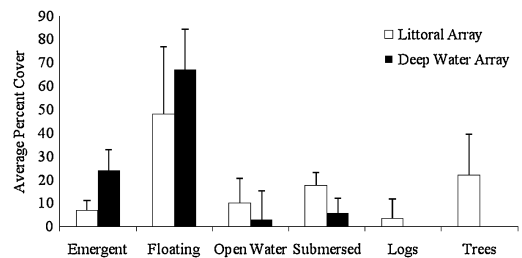 90
80
70
60
50
40
30
20
10
0
Average Percent Cover
Littoral Array
Deep Water Array
Emergent Floating Open Water Submersed Logs Trees